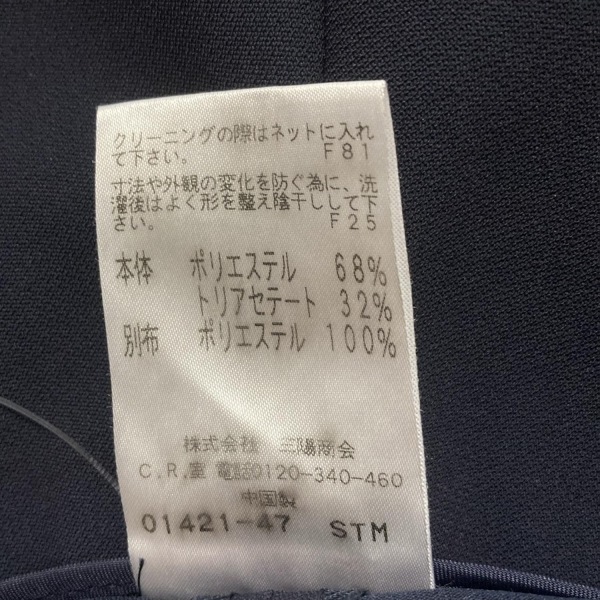 クリーニングの際はネットに入れ
て下さい。 F81
寸法や外観の変化を防ぐ為に、洗
濯後はよく形を整え陰干しして下
さい。 F25
本体 ポリエステル 68%
トリアセテート 32%
別布 ポリエステル 100%
株式会社 三陽商会
C.R.室 電話0120-340-460
中国製
01421-47 STM